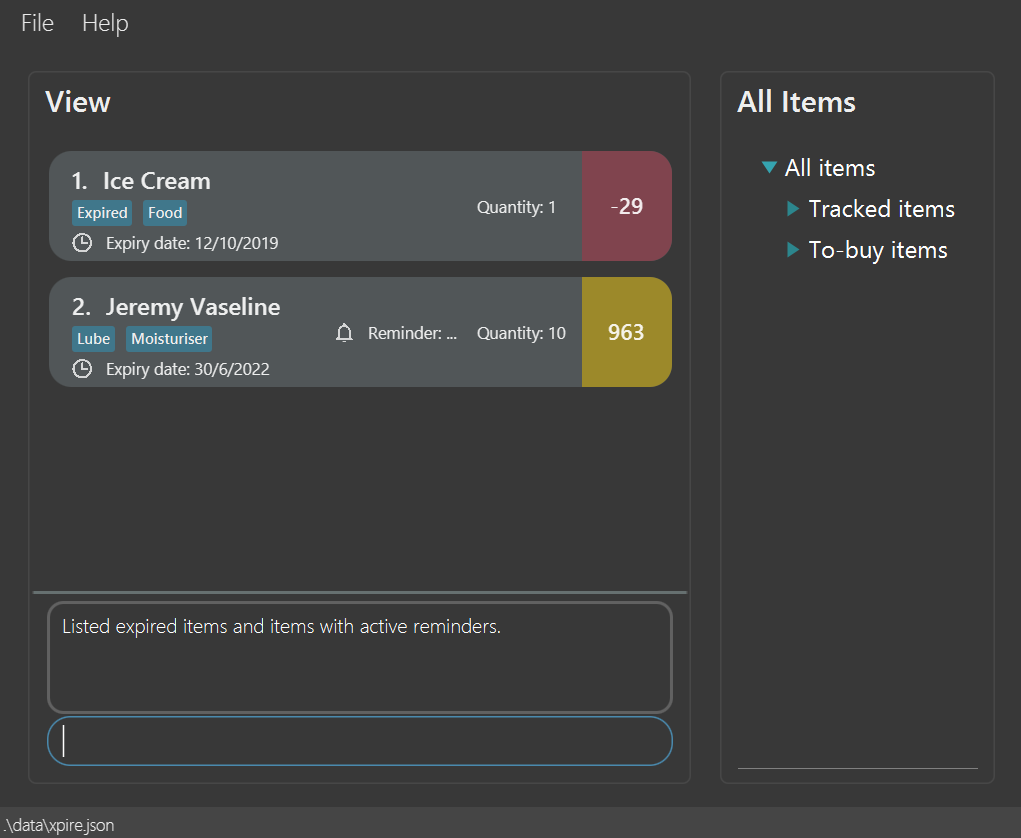 File Help
View
1. Ice Cream
Expired Food
Quantity: 1
-29
Expiry date: 12/10/2019
2. Jeremy Vaseline
Lube Moisturiser
Reminder: ...
Quantity: 10
963
Expiry date: 30/6/2022
Listed expired items and items with active reminders.
All Items
All items
Tracked items
To-buy items
.\data\xpire.json